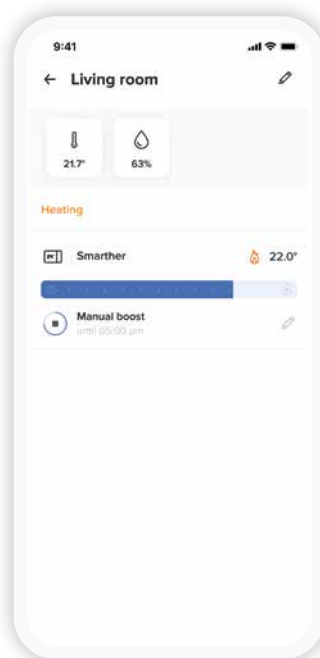 9:41
Living room
21.7° 63%
Heating
Smarther 22.0°
Manual boost
until 05:00 pm